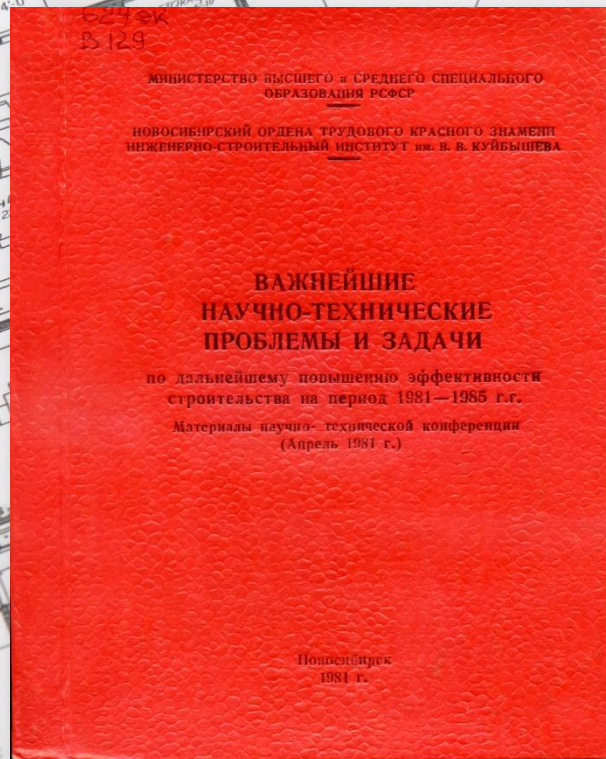 624эк
В 129
МИНИСТЕРСТВО ВЫСШЕГО и СРЕДНЕГО СПЕЦИАЛЬНОГО
ОБРАЗОВАНИЯ РСФСР
НОВОСИБИРСКИЙ ОРДЕНА ТРУДОВОГО КРАСНОГО ЗНАМЕНИ
ИНЖЕНЕРНО-СТРОИТЕЛЬНЫЙ ИНСТИТУТ им. В. В. КУЙБЫШЕВА
ВАЖНЕЙШИЕ
НАУЧНО-ТЕХНИЧЕСКИЕ
ПРОБЛЕМЫ И ЗАДАЧИ
по дальнейшему повышению эффективности
строительства на период 1981—1985 г.г.
Материалы научно- технической конференции
(Апрель 1981 г.)
Новосибирск
1981 г.